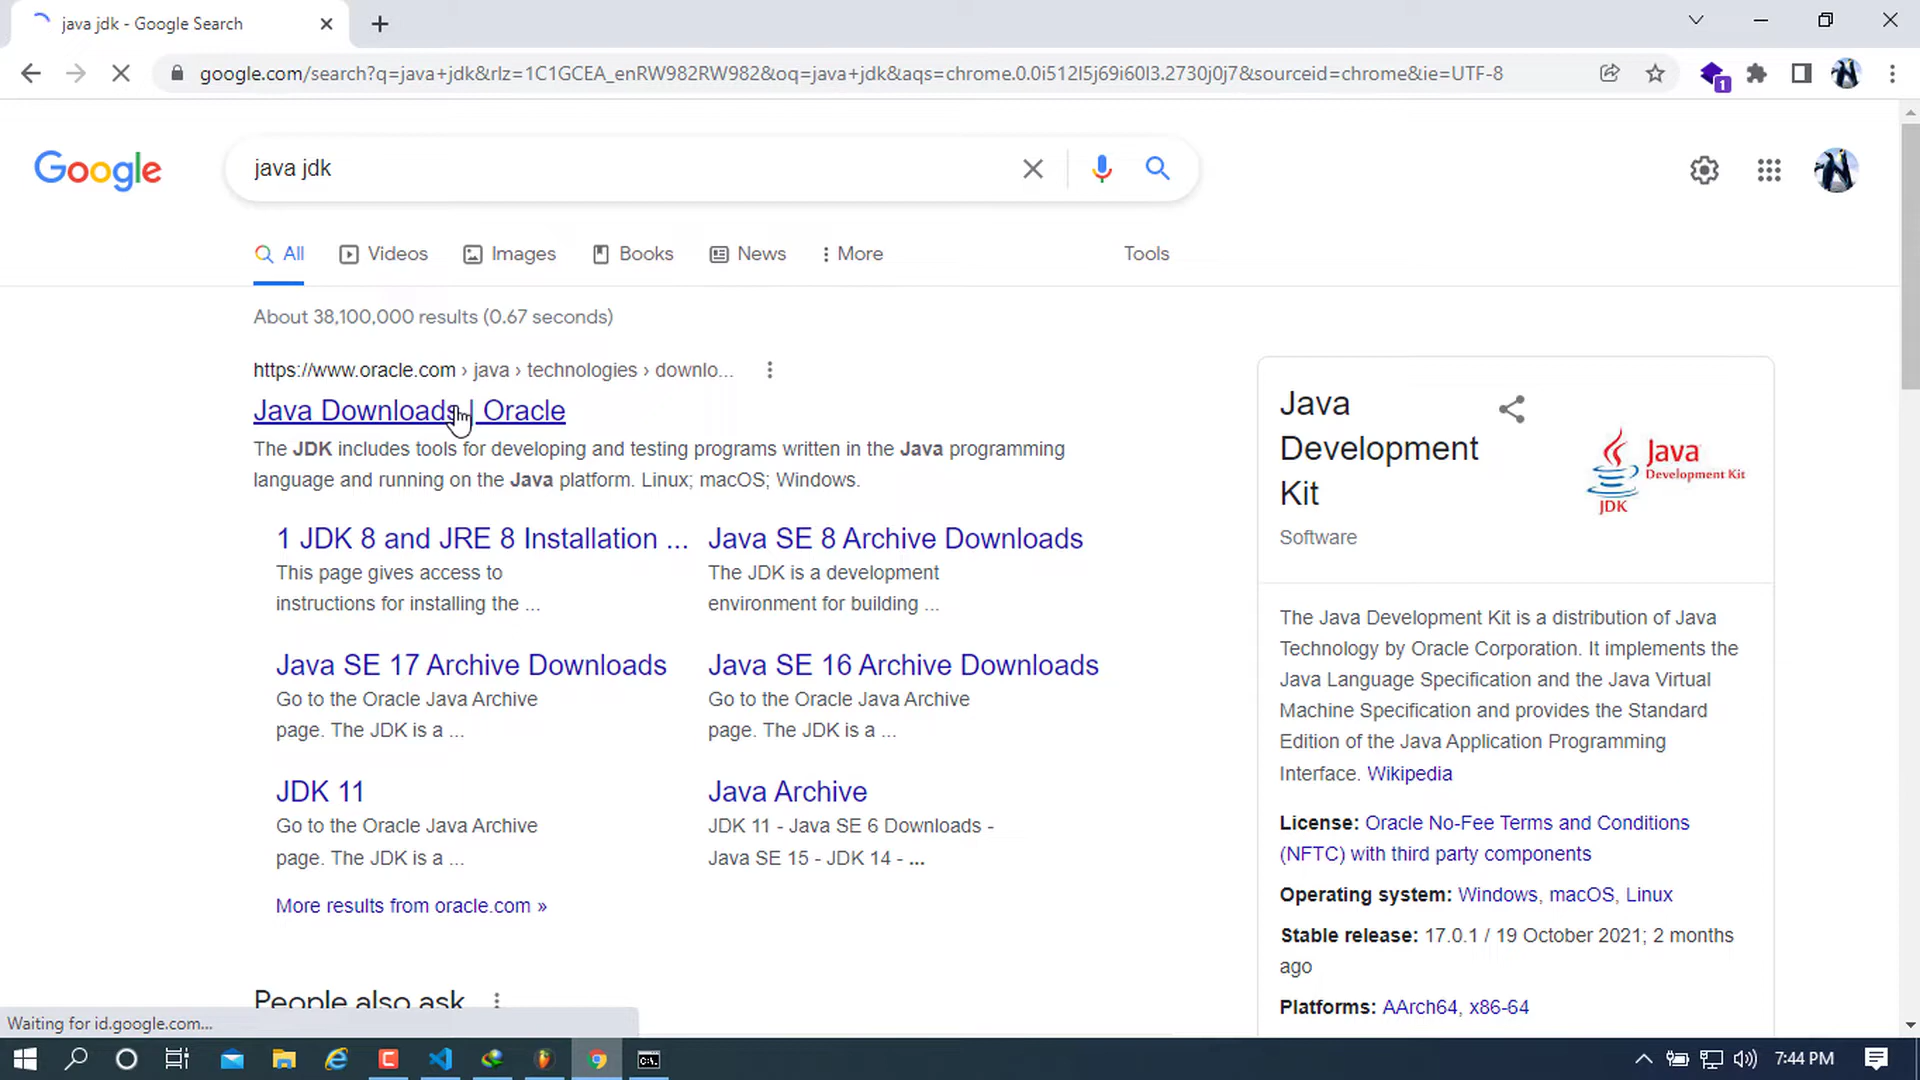 java jdk - Google Search
google.com/search?q=java+jdk&rlz=1C1GCEA_enRW982RW982&oq=java+jdk&aqs=chrome.0.0i512l5j69i60l3.2730j0j7&sourceid=chrome&ie=UTF-8
1
Google
java jdk
All Videos Images Books News More Tools
About 38,100,000 results (0.67 seconds)
https://www.oracle.com › java › technologies › downlo...
Java Downloads | Oracle
The JDK includes tools for developing and testing programs written in the Java programming
language and running on the Java platform. Linux; macOS; Windows.
1 JDK 8 and JRE 8 Installation ...
This page gives access to
instructions for installing the ...
Java SE 8 Archive Downloads
The JDK is a development
environment for building ...
Java SE 17 Archive Downloads
Go to the Oracle Java Archive
page. The JDK is a ...
Java SE 16 Archive Downloads
Go to the Oracle Java Archive
page. The JDK is a ...
JDK 11
Go to the Oracle Java Archive
page. The JDK is a ...
Java Archive
JDK 11 - Java SE 6 Downloads -
Java SE 15 - JDK 14 - ...
More results from oracle.com »
People also ask
Java
Development
Kit
Software
Java
Development Kit
JDK
The Java Development Kit is a distribution of Java
Technology by Oracle Corporation. It implements the
Java Language Specification and the Java Virtual
Machine Specification and provides the Standard
Edition of the Java Application Programming
Interface. Wikipedia
License: Oracle No-Fee Terms and Conditions
(NFTC) with third party components
Operating system: Windows, macOS, Linux
Stable release: 17.0.1 / 19 October 2021; 2 months
ago
Platforms: AArch64, x86-64
Waiting for id.google.com...
C:\.
7:44 PM